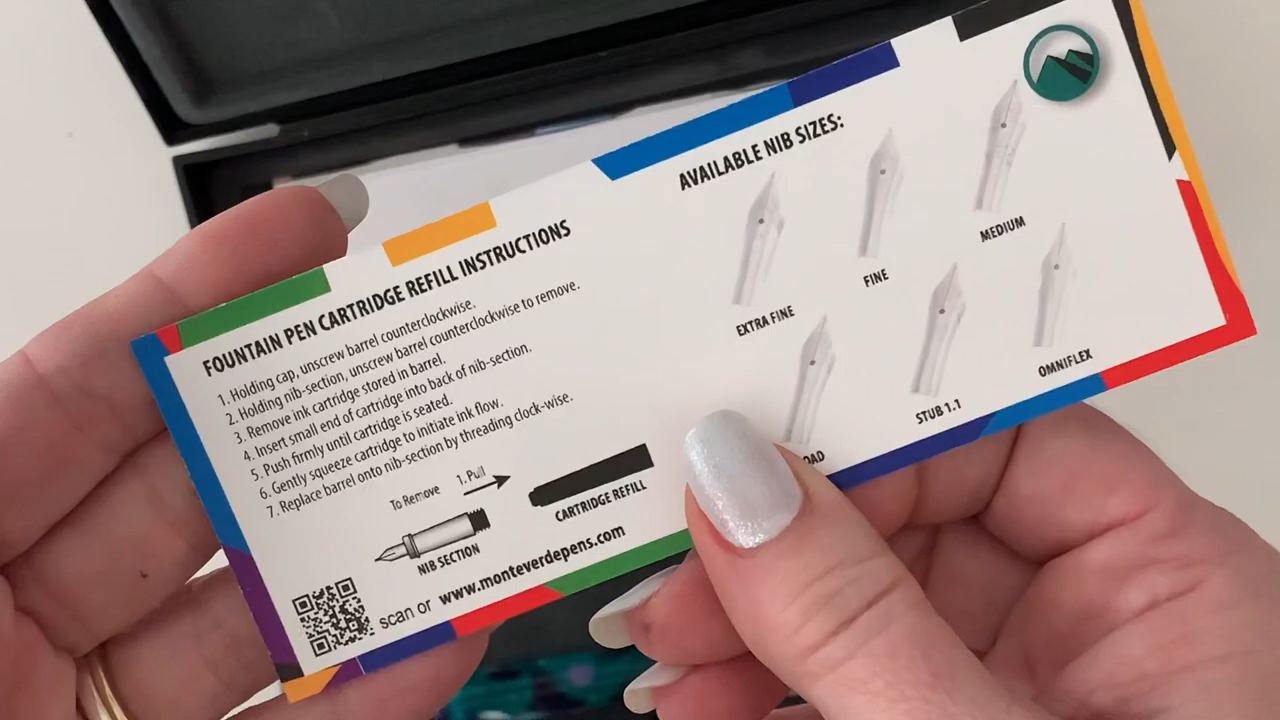 FOUNTAIN PEN CARTRIDGE REFILL INSTRUCTIONS
1. Holding cap, unscrew barrel counterclockwise.
2. Holding nib-section, unscrew barrel counterclockwise to remove.
3. Remove ink cartridge stored in barrel.
4. Insert small end of cartridge into back of nib-section.
5. Push firmly until cartridge is seated.
6. Gently squeeze cartridge to initiate ink flow.
7. Replace barrel onto nib-section by threading clock-wise.
To Remove
1. Pull
NIB SECTION
CARTRIDGE REFILL
scan or www.monteverdepens.com
AVAILABLE NIB SIZES:
EXTRA FINE
FINE
MEDIUM
OAD
STUB 1.1
OMNIFLEX